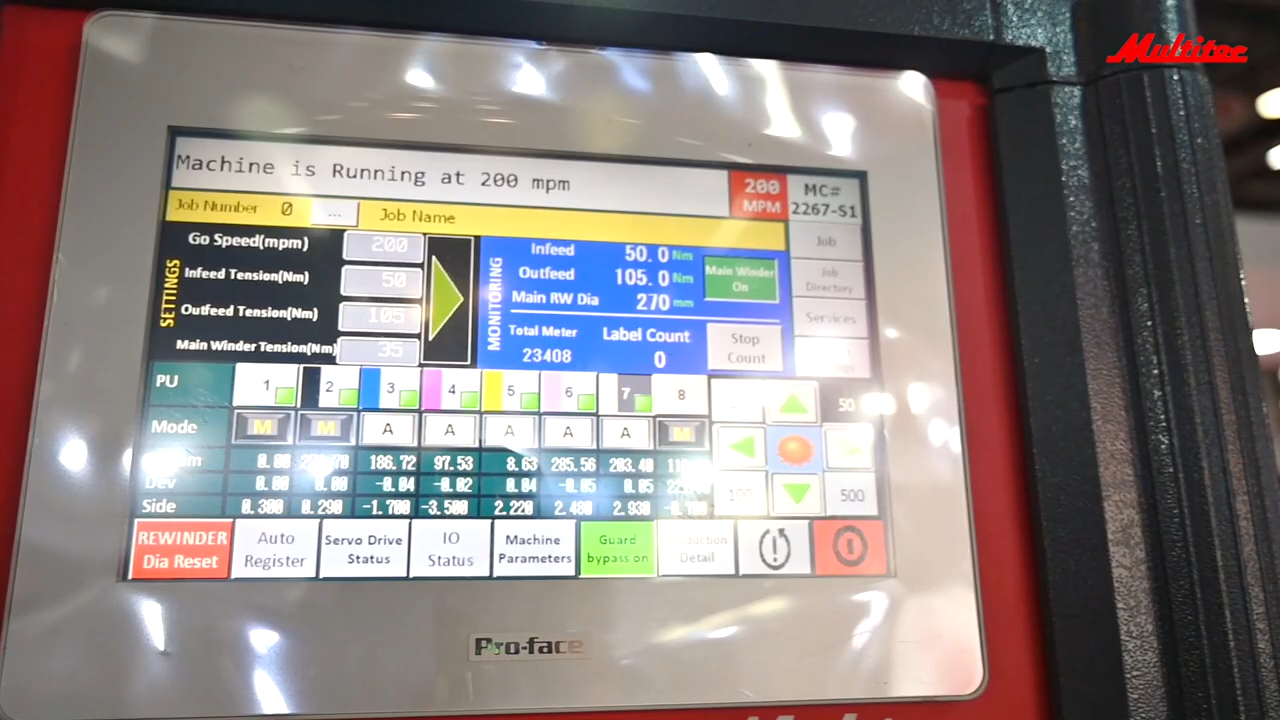 Multitec
Machine is Running at 200 mpm
200 MPM
MC# 2267-S1
Job Number 0 ... Job Name
Job
Job Directory
Services
SETTINGS
Go Speed(mpm) 200
Infeed Tension(Nm) 50
Outfeed Tension(Nm) 105
Main Winder Tension(Nm) 35
MONITORING
Infeed 50.0 Nm
Outfeed 105.0 Nm
Main RW Dia 270 mm
Main Winder On
Total Meter 23408
Label Count 0
Stop Count
PU 1 2 3 4 5 6 7 8
50
Mode M M A A A A A M
0.00 186.72 97.53 8.63 285.56 203.40
Dev 0.00 0.00 -0.04 -0.02 0.04 -0.05 0.05
Side 0.300 0.290 -1.700 -3.500 2.220 2.480 2.930
500
REWINDER Dia Reset
Auto Register
Servo Drive Status
IO Status
Machine Parameters
Guard bypass on
Detail
Pro-face